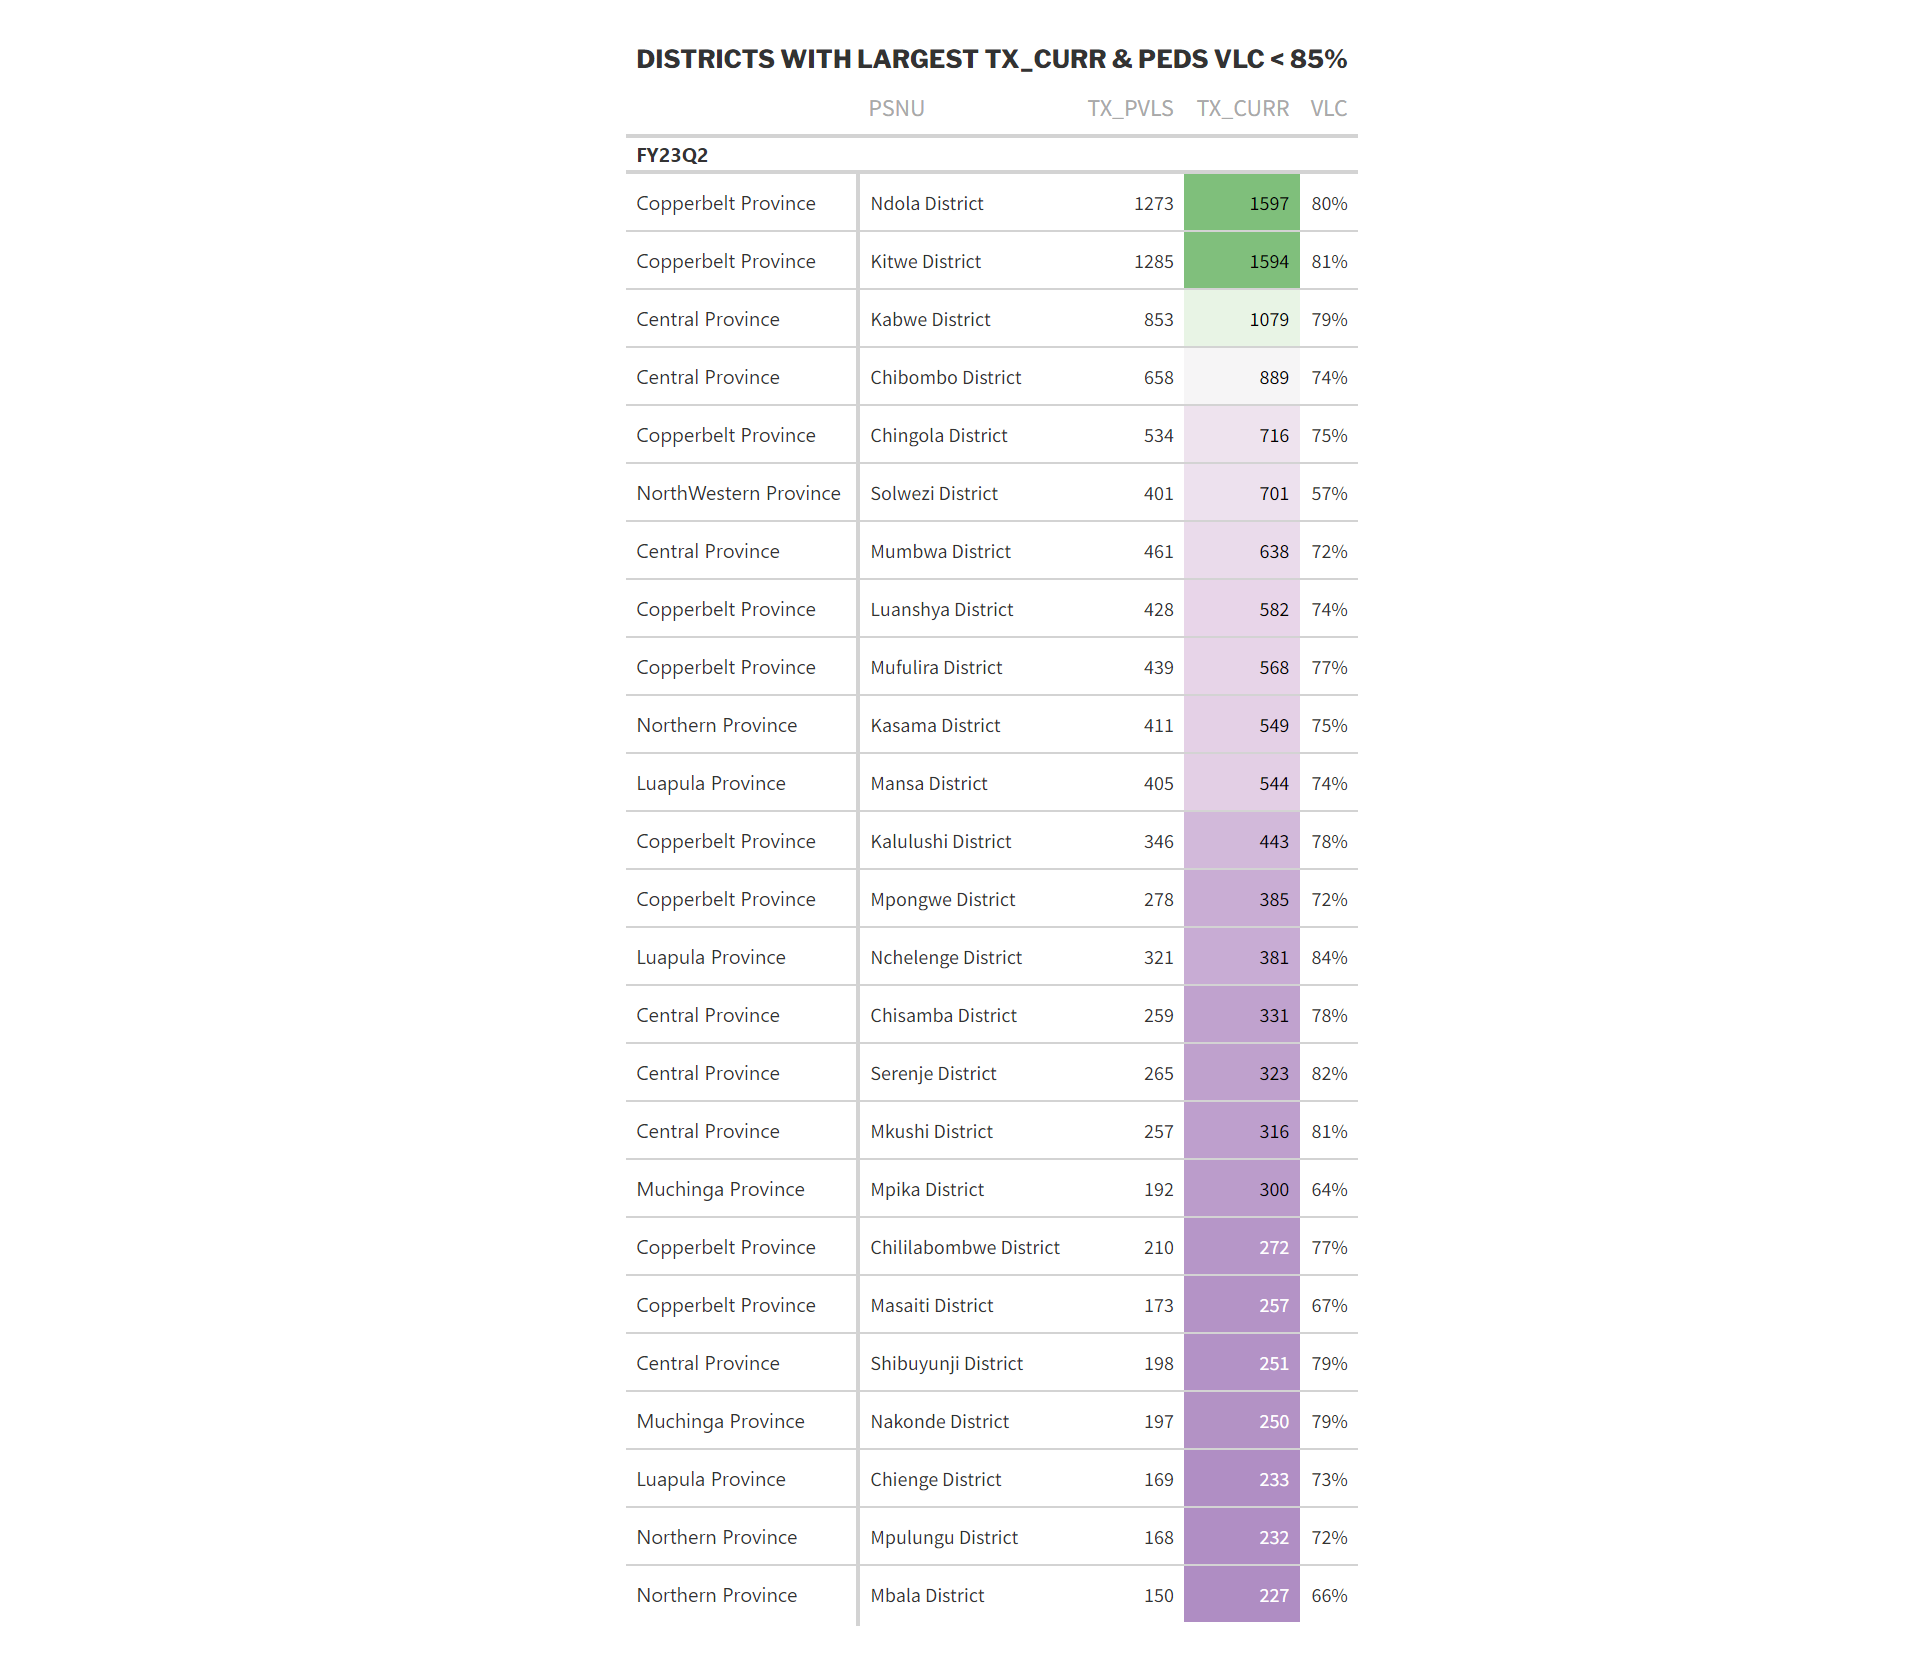 DISTRICTS WITH LARGEST TX_CURR & PEDS VLC < 85%
PSNU TX_PVLS TX_CURR VLC
FY23Q2
Copperbelt Province Ndola District 1273 1597 80%
Copperbelt Province Kitwe District 1285 1594 81%
Central Province Kabwe District 853 1079 79%
Central Province Chibombo District 658 889 74%
Copperbelt Province Chingola District 534 716 75%
NorthWestern Province Solwezi District 401 701 57%
Central Province Mumbwa District 461 638 72%
Copperbelt Province Luanshya District 428 582 74%
Copperbelt Province Mufulira District 439 568 77%
Northern Province Kasama District 411 549 75%
Luapula Province Mansa District 405 544 74%
Copperbelt Province Kalulushi District 346 443 78%
Copperbelt Province Mpongwe District 278 385 72%
Luapula Province Nchelenge District 321 381 84%
Central Province Chisamba District 259 331 78%
Central Province Serenje District 265 323 82%
Central Province Mkushi District 257 316 81%
Muchinga Province Mpika District 192 300 64%
Copperbelt Province Chililabombwe District 210 272 77%
Copperbelt Province Masaiti District 173 257 67%
Central Province Shibuyunji District 198 251 79%
Muchinga Province Nakonde District 197 250 79%
Luapula Province Chienge District 169 233 73%
Northern Province Mpulungu District 168 232 72%
Northern Province Mbala District 150 227 66%